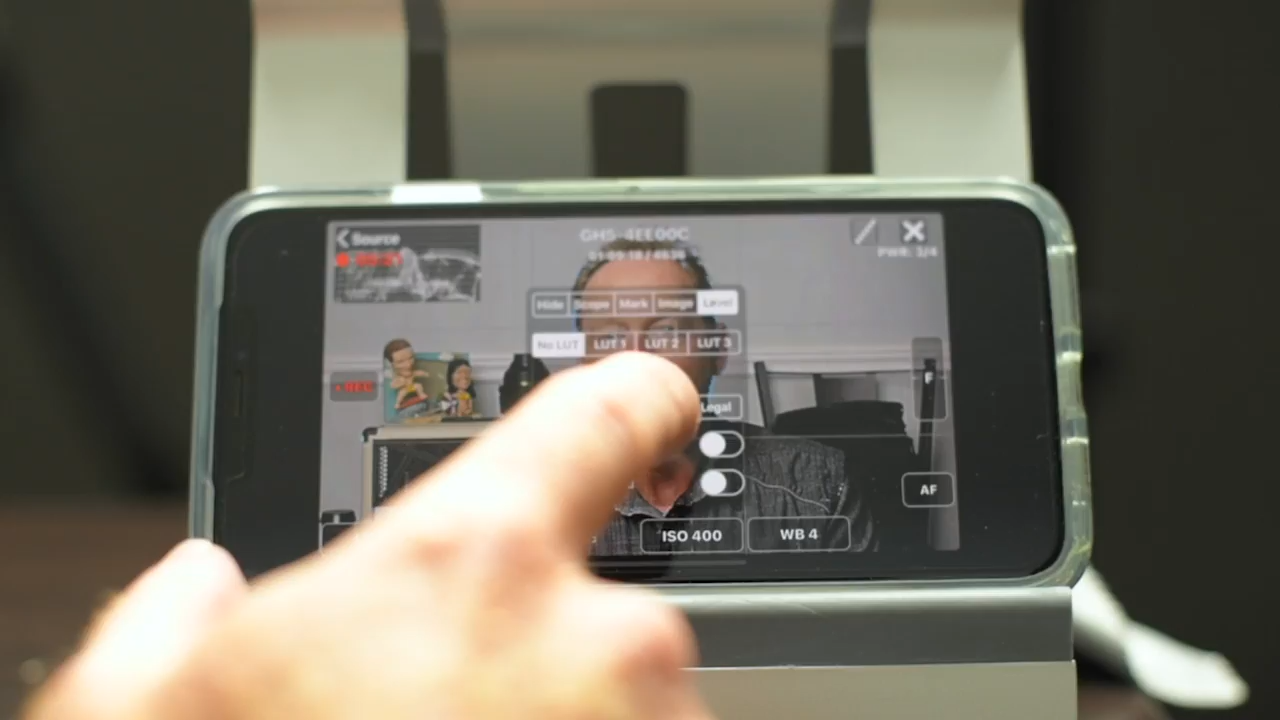 Source
GH5-4EE00C
PWR: 3/4
Hide Scope Mark Image Level
No LUT LUT 1 LUT 2 LUT 3
REC
F
Legal
AF
ISO 400 WB 4